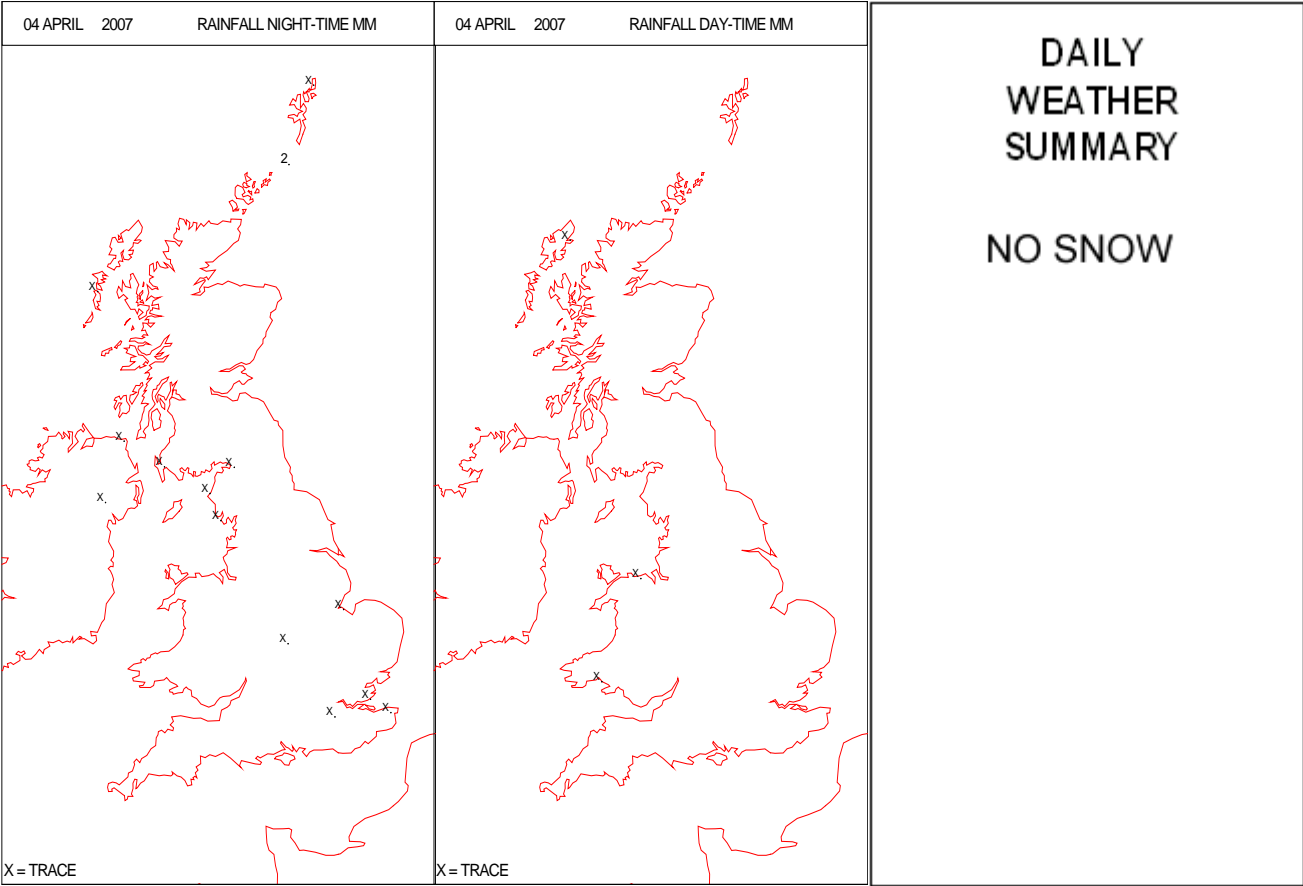 04 APRIL 2007 RAINFALL NIGHT-TIME MM
X
2
X
X
X
X
X
X
X
X
X
X
X
X
X = TRACE
04 APRIL 2007 RAINFALL DAY-TIME MM
X
X
X
X = TRACE
DAILY
WEATHER
SUMMARY
NO SNOW